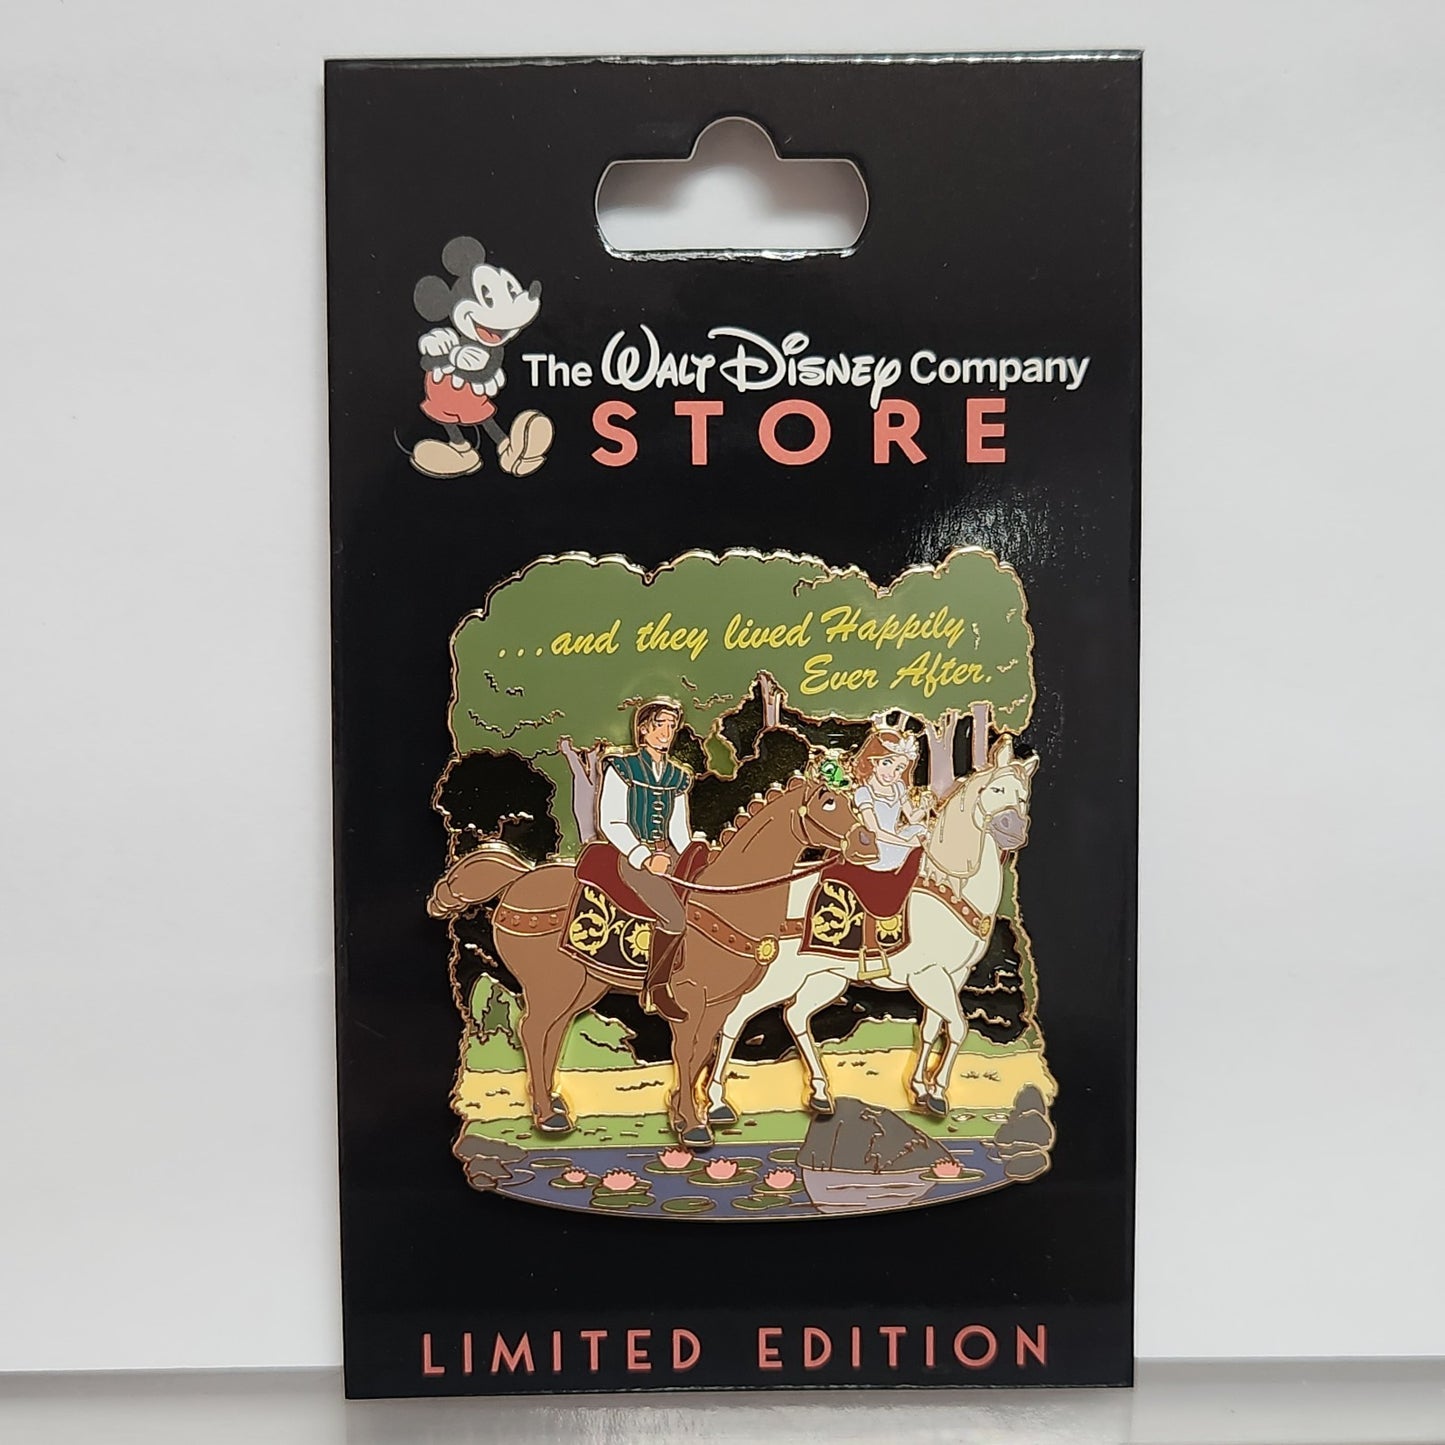 The Walt Disney Company
STORE
...and they lived Happily
Ever After.
LIMITED EDITION